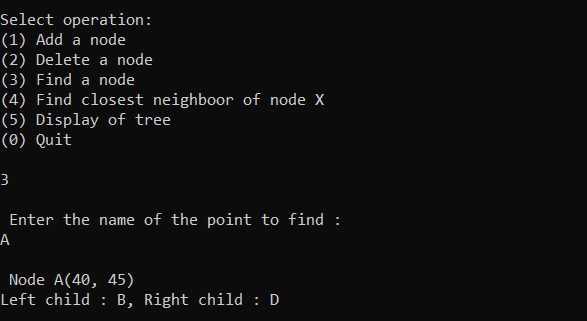 Select operation:
(1) Add a node
(2) Delete a node
(3) Find a node
(4) Find closest neighboor of node X
(5) Display of tree
(0) Quit
3
Enter the name of the point to find :
A
Node A(40, 45)
Left child : B, Right child : D